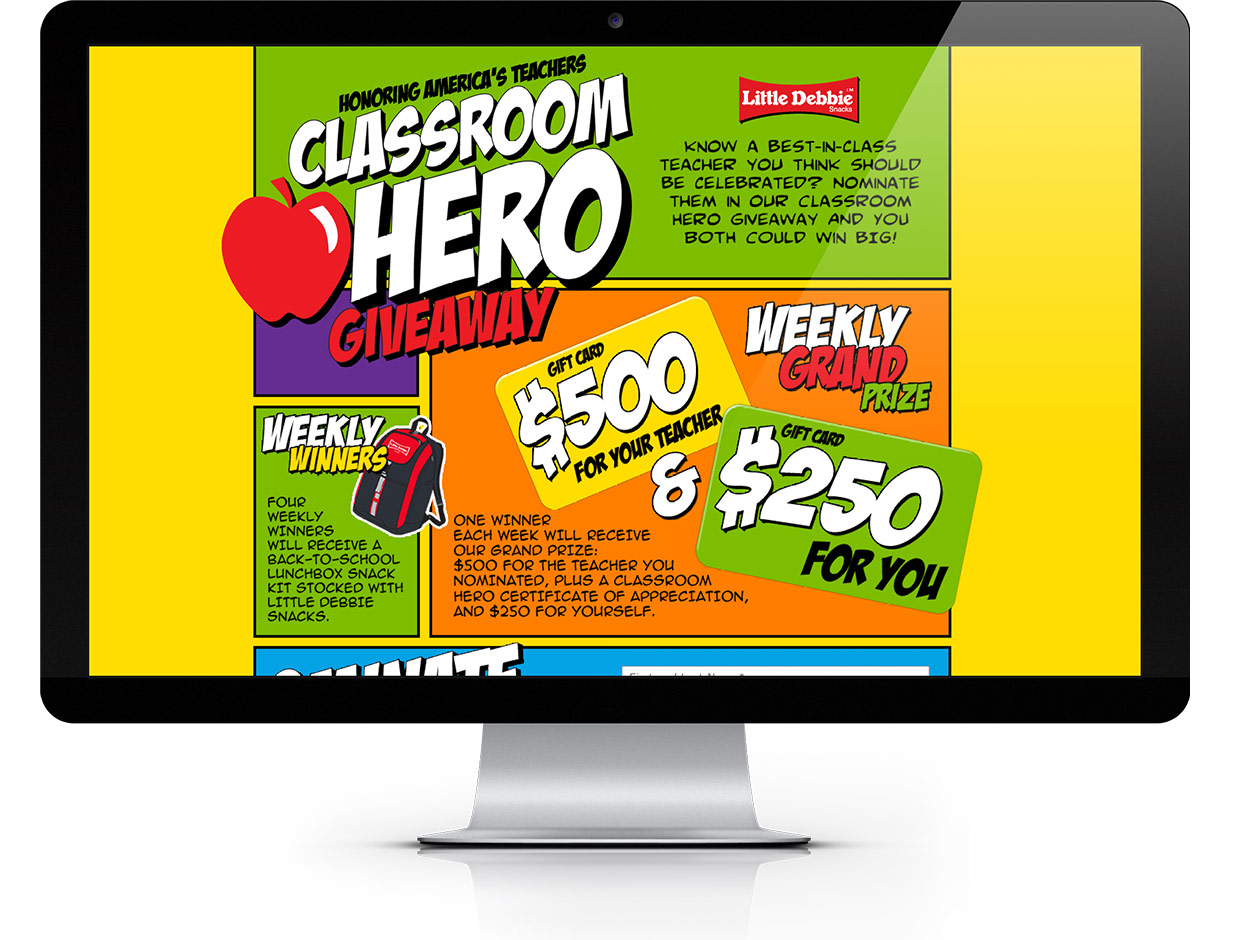 HONORING AMERICA'S TEACHERS
CLASSROOM
HERO
GIVEAWAY
Little Debbie™
Snacks
KNOW A BEST-IN-CLASS
TEACHER YOU THINK SHOULD
BE CELEBRATED? NOMINATE
THEM IN OUR CLASSROOM
HERO GIVEAWAY AND YOU
BOTH COULD WIN BIG!
WEEKLY
GRAND
PRIZE
GIFT CARD
$500
FOR YOUR TEACHER
&
GIFT CARD
$250
FOR YOU
WEEKLY
WINNERS
FOUR
WEEKLY
WINNERS
WILL RECEIVE A
BACK-TO-SCHOOL
LUNCHBOX SNACK
KIT STOCKED WITH
LITTLE DEBBIE
SNACKS.
ONE WINNER
EACH WEEK WILL RECEIVE
OUR GRAND PRIZE:
$500 FOR THE TEACHER YOU
NOMINATED, PLUS A CLASSROOM
HERO CERTIFICATE OF APPRECIATION,
AND $250 FOR YOURSELF.